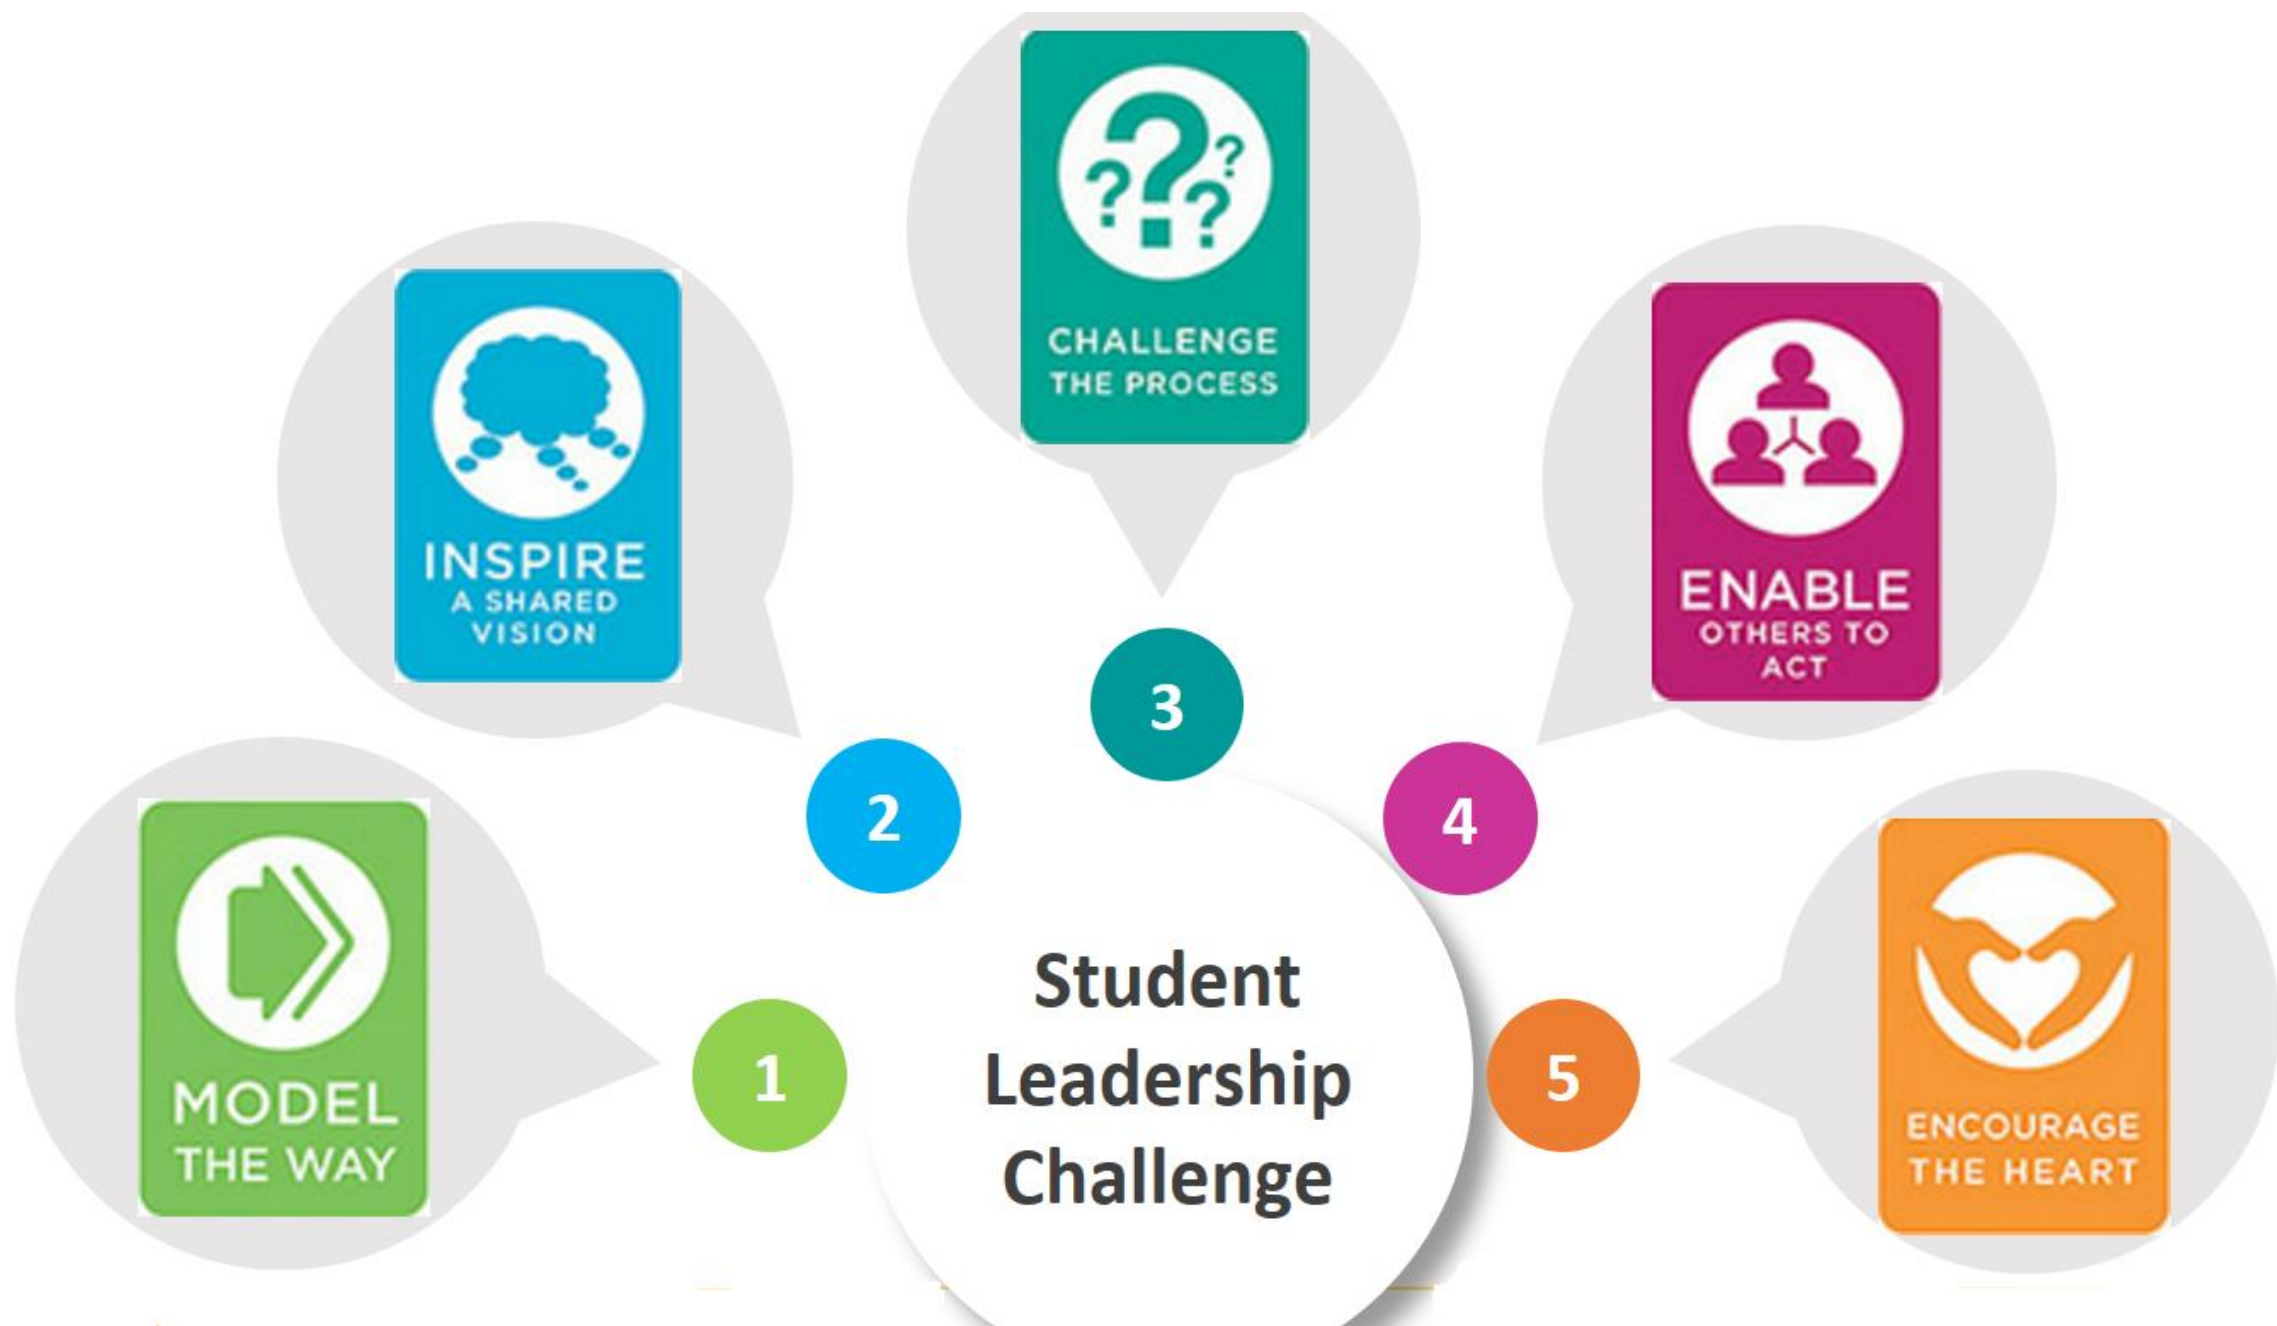 1
MODEL
THE WAY
2
INSPIRE
A SHARED
VISION
3
? ? ? ?
CHALLENGE
THE PROCESS
4
ENABLE
OTHERS TO
ACT
5
ENCOURAGE
THE HEART
Student
Leadership
Challenge